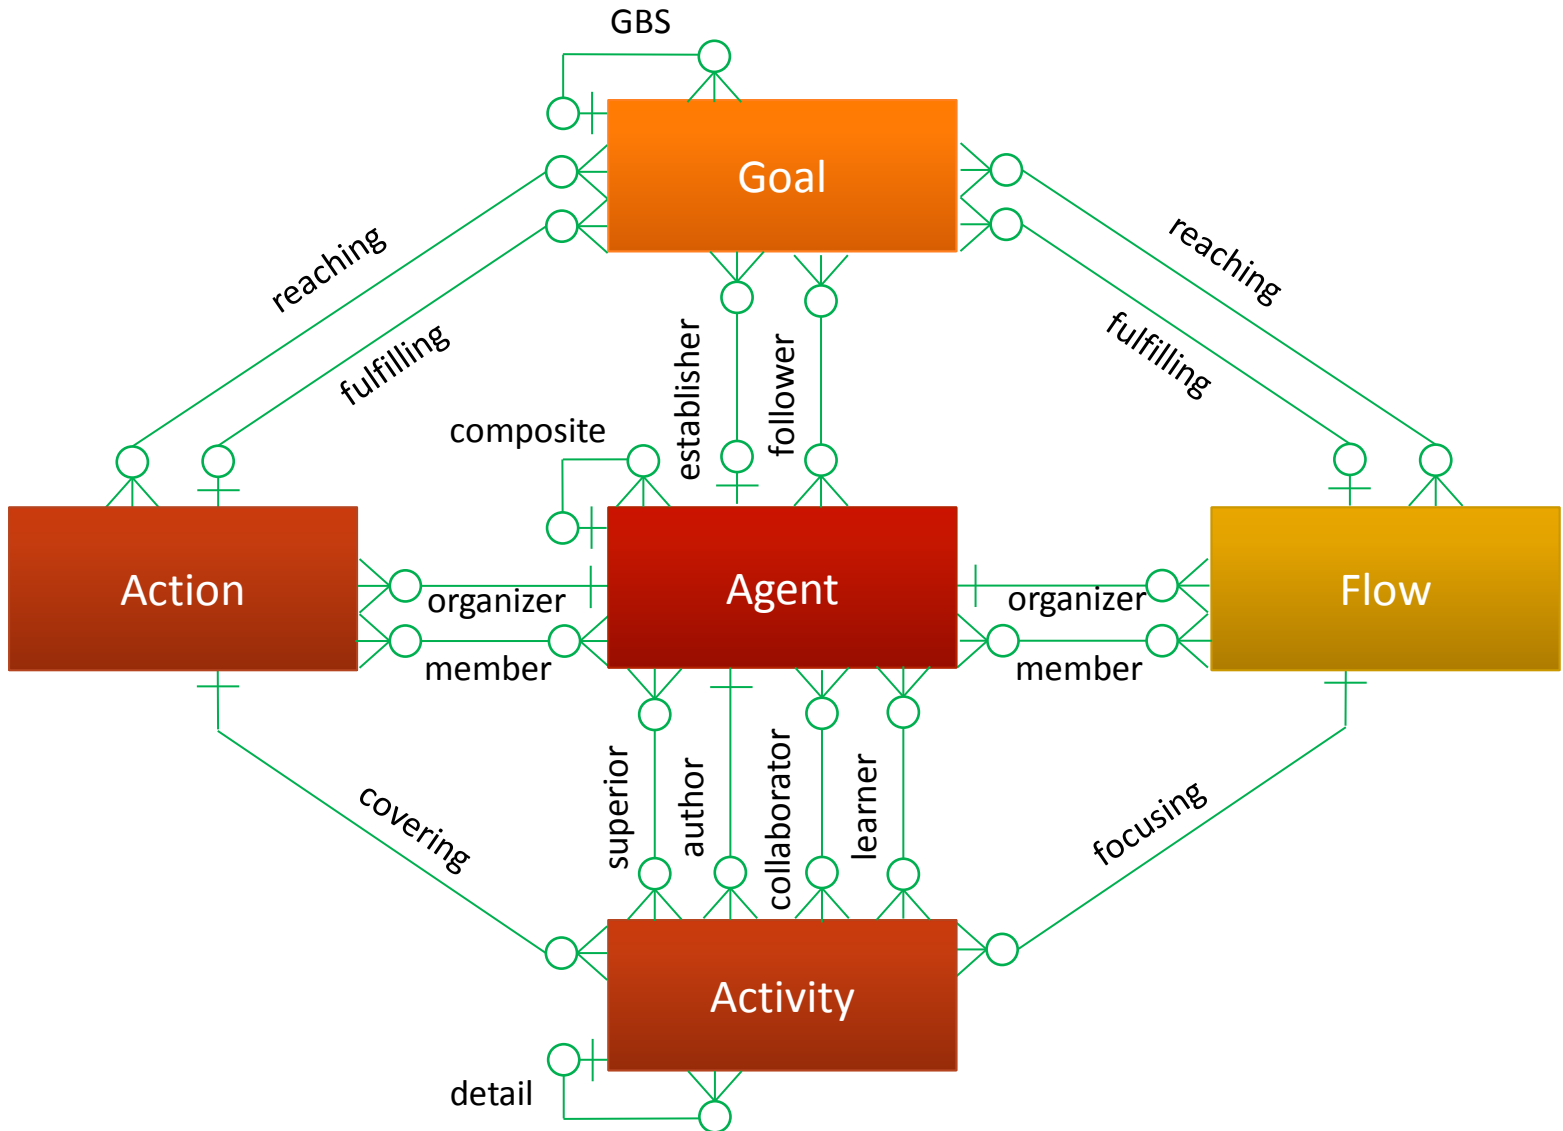 GBS
Goal
reaching
reaching
fulfilling
fulfilling
establisher
follower
composite
Action
Agent
Flow
organizer
organizer
member
member
superior
author
collaborator
learner
covering
focusing
Activity
detail